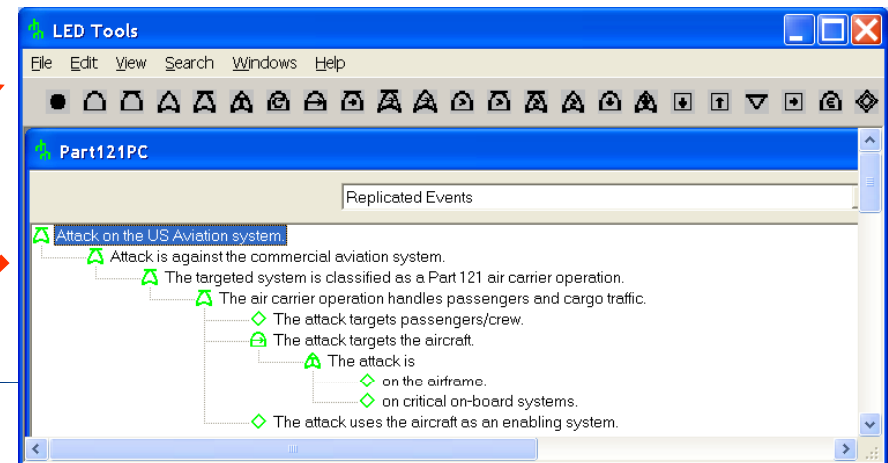 LED Tools
File Edit View Search Windows Help
Part121PC
Replicated Events
Attack on the US Aviation system.
Attack is against the commercial aviation system.
The targeted system is classified as a Part 121 air carrier operation.
The air carrier operation handles passengers and cargo traffic.
The attack targets passengers/crew.
The attack targets the aircraft.
The attack is
on the airframe.
on critical on-board systems.
The attack uses the aircraft as an enabling system.